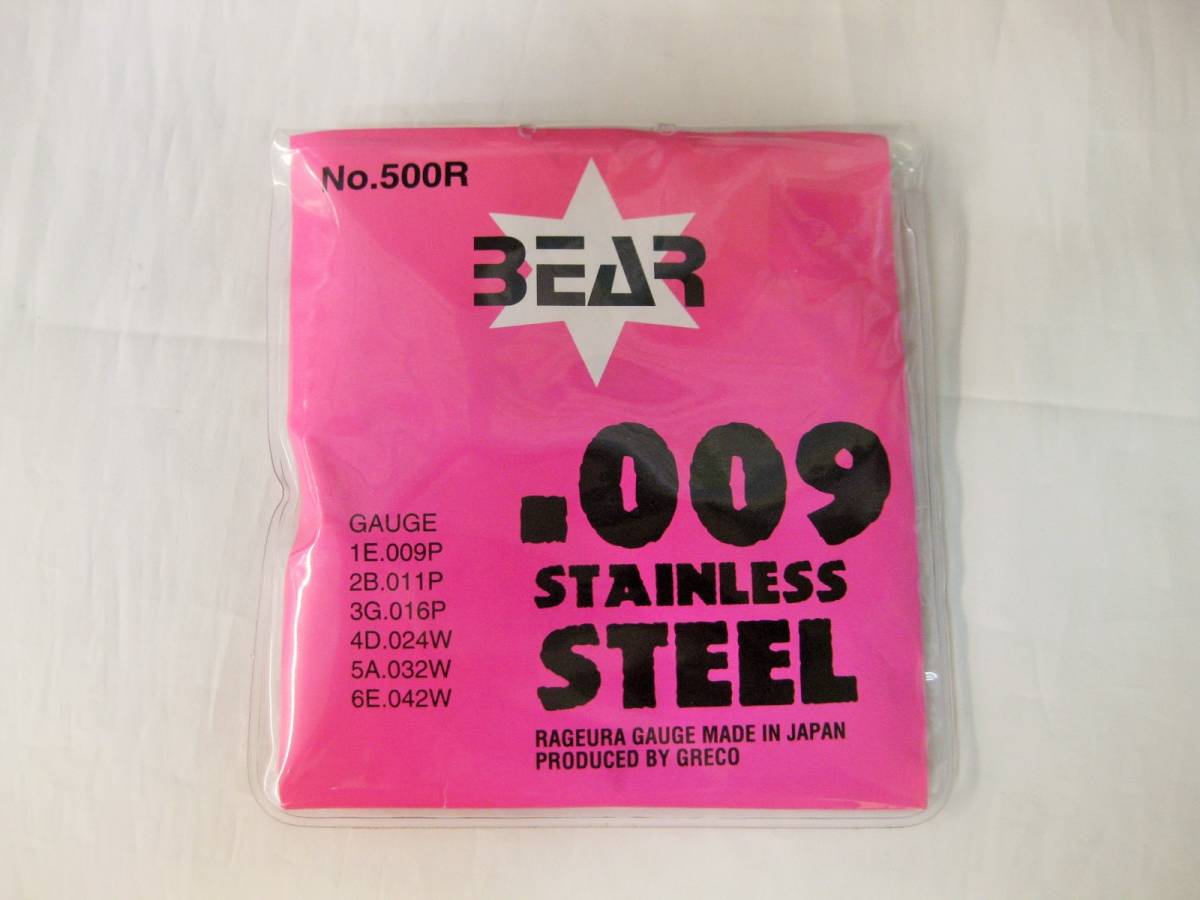 No.500R
BEAR
.009
STAINLESS
STEEL
GAUGE
1E.009P
2B.011P
3G.016P
4D.024W
5A.032W
6E.042W
RAGEURA GAUGE MADE IN JAPAN
PRODUCED BY GRECO